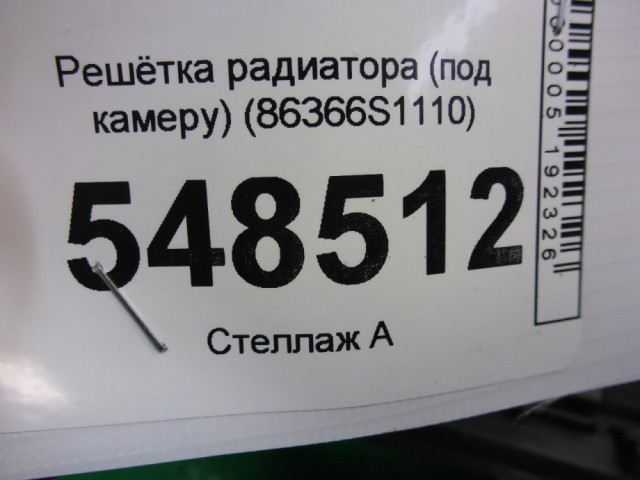 Решётка радиатора (под
камеру) (86366S1110)
548512
Стеллаж А